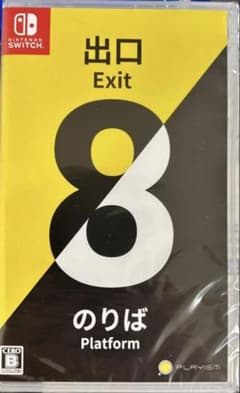 NINTENDO
SWITCH
出口
Exit
8
のりば
Platform
CERO
B
PLAYISM